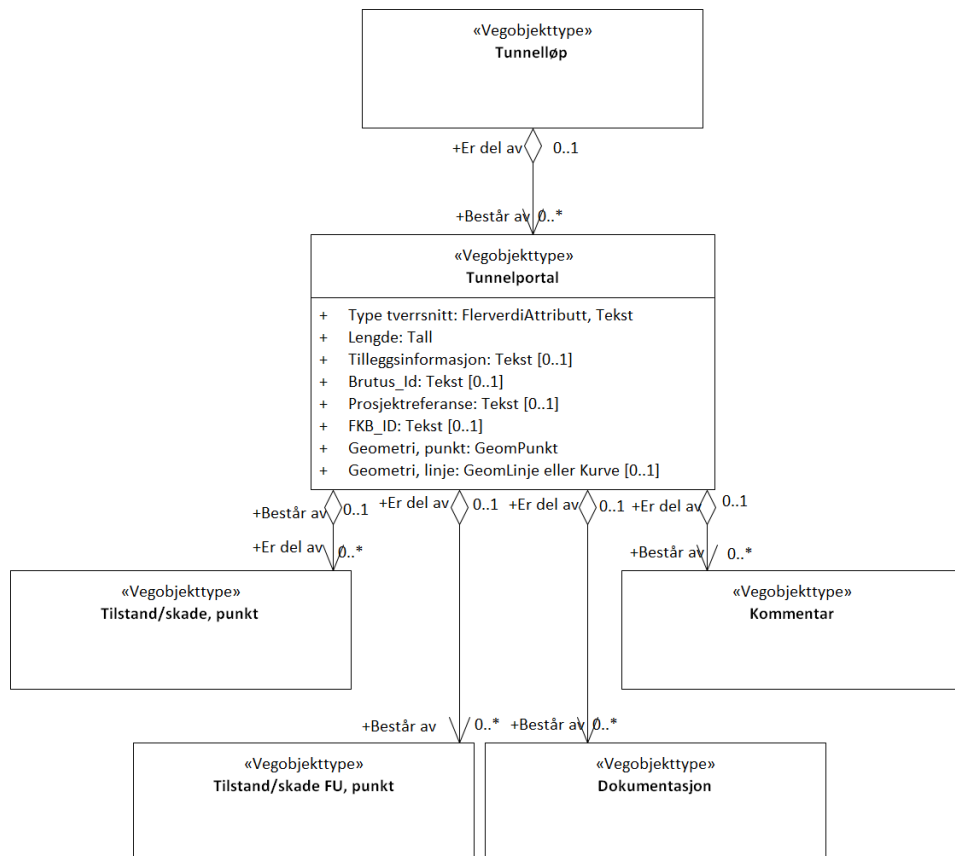 «Vegobjekttype»
Tunnelløp
+Er del av 0..1
+Består av 0..*
«Vegobjekttype»
Tunnelportal
+ Type tverrsnitt: FlerverdiAttributt, Tekst
+ Lengde: Tall
+ Tilleggsinformasjon: Tekst [0..1]
+ Brutus_Id: Tekst [0..1]
+ Prosjektreferanse: Tekst [0..1]
+ FKB_ID: Tekst [0..1]
+ Geometri, punkt: GeomPunkt
+ Geometri, linje: GeomLinje eller Kurve [0..1]
+Består av 0..1
+Er del av 0..1
+Er del av 0..1
+Er del av 0..1
+Er del av 0..*
+Består av 0..*
«Vegobjekttype»
Tilstand/skade, punkt
«Vegobjekttype»
Kommentar
+Består av 0..*
+Består av 0..*
«Vegobjekttype»
Tilstand/skade FU, punkt
«Vegobjekttype»
Dokumentasjon